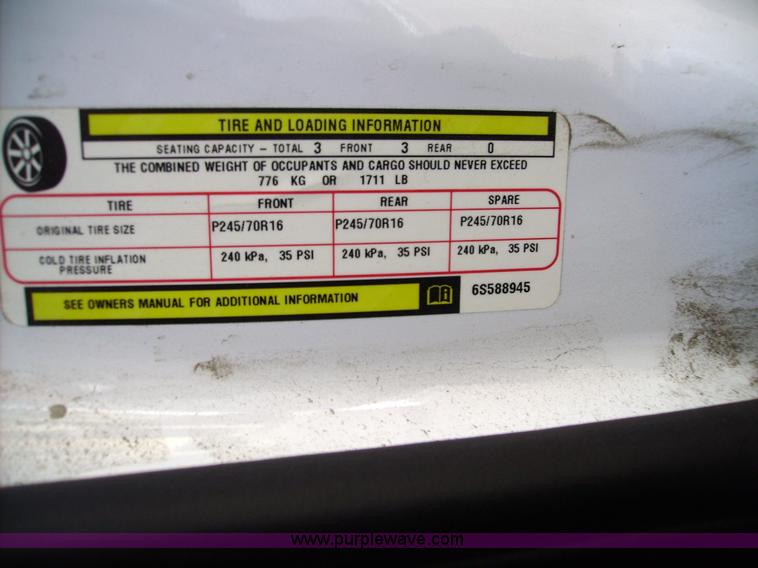 TIRE AND LOADING INFORMATION
SEATING CAPACITY – TOTAL 3 FRONT 3 REAR 0
THE COMBINED WEIGHT OF OCCUPANTS AND CARGO SHOULD NEVER EXCEED
776 KG OR 1711 LB
TIRE FRONT REAR SPARE
ORIGINAL TIRE SIZE P245/70R16 P245/70R16 P245/70R16
COLD TIRE INFLATION PRESSURE 240 kPa, 35 PSI 240 kPa, 35 PSI 240 kPa, 35 PSI
SEE OWNERS MANUAL FOR ADDITIONAL INFORMATION 6S588945
www.purplewave.com